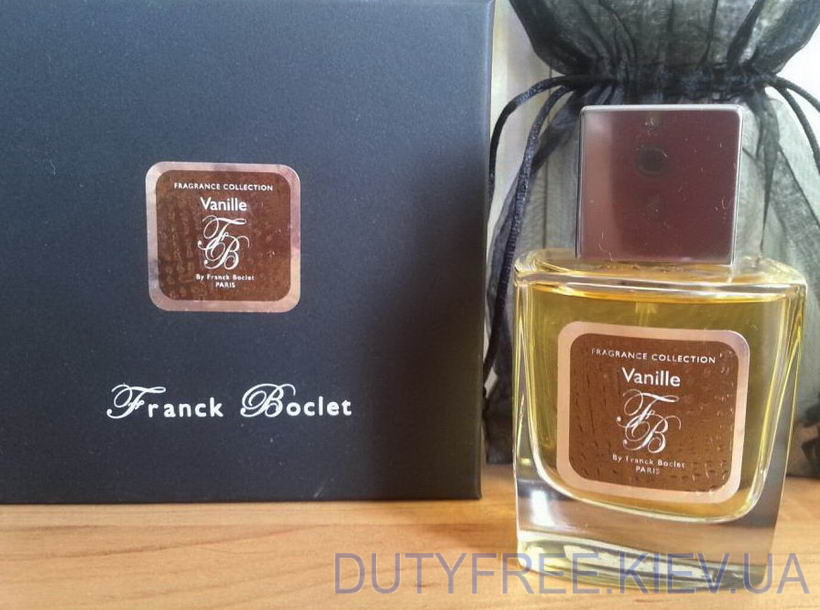 FRAGRANCE COLLECTION
Vanille
FB
By Franck Boclet
PARIS
Franck Boclet
FRAGRANCE COLLECTION
Vanille
FB
By Franck Boclet
PARIS
DUTYFREE.KIEV.UA